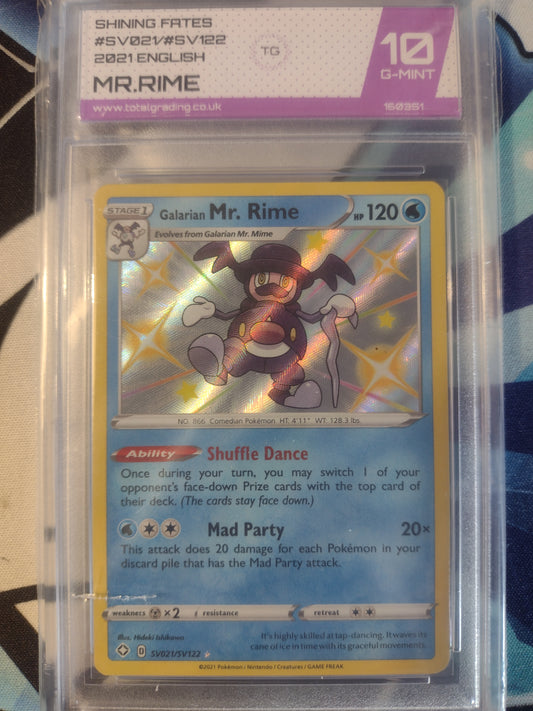 SHINING FATES
#SV021/#SV122
2021 ENGLISH
MR.RIME
www.totalgrading.co.uk
TG
10
G-MINT
160351
STAGE 1
Galarian Mr. Rime
HP 120
Evolves from Galarian Mr. Mime
NO. 866 Comedian Pokémon HT: 4'11" WT: 128.3 lbs.
Ability Shuffle Dance
Once during your turn, you may switch 1 of your
opponent's face-down Prize cards with the top card of
their deck. (The cards stay face down.)
Mad Party 20×
This attack does 20 damage for each Pokémon in your
discard pile that has the Mad Party attack.
weakness ×2 resistance retreat
Illus. Hideki Ishikawa
It's highly skilled at tap-dancing. It waves its
cane of ice in time with its graceful movements.
D SV021/SV122
©2021 Pokémon / Nintendo / Creatures / GAME FREAK